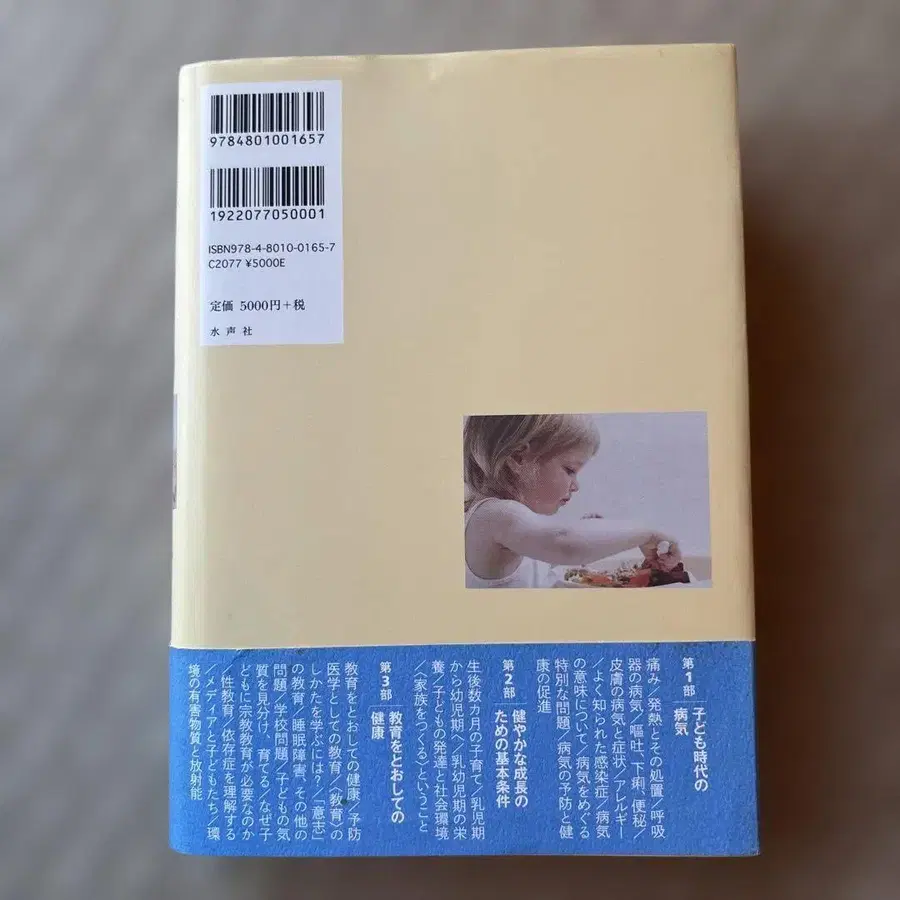 9784801001657
1922077050001
ISBN978-4-8010-0165-7
C2077 ¥5000E
定価 5000円+税
水声社
第1部 子ども時代の
病気
痛み/発熱とその処置/呼吸
器の病気/嘔吐、下痢、便秘/
皮膚の病気と症状/アレルギー
/よく知られた感染症/病気
の意味について/病気をめぐる
特別な問題/病気の予防と健
康の促進
第2部 健やかな成長の
ための基本条件
生後数カ月の子育て/乳児期
から幼児期へ/乳幼児期の栄
養/子どもの発達と社会環境
/〈家族をつくる〉ということ
第3部 教育をとおしての
健康
教育をとおしての健康/予防
医学としての教育/〈教育〉の
しかたを学ぶには?/「意志」
の教育/睡眠障害、その他の
問題/学校問題/子どもの気
質を見分け、育てる/なぜ子
どもに宗教教育が必要なのか
/性教育/依存症を理解する
/メディアと子どもたち/環
境の有害物質と放射能